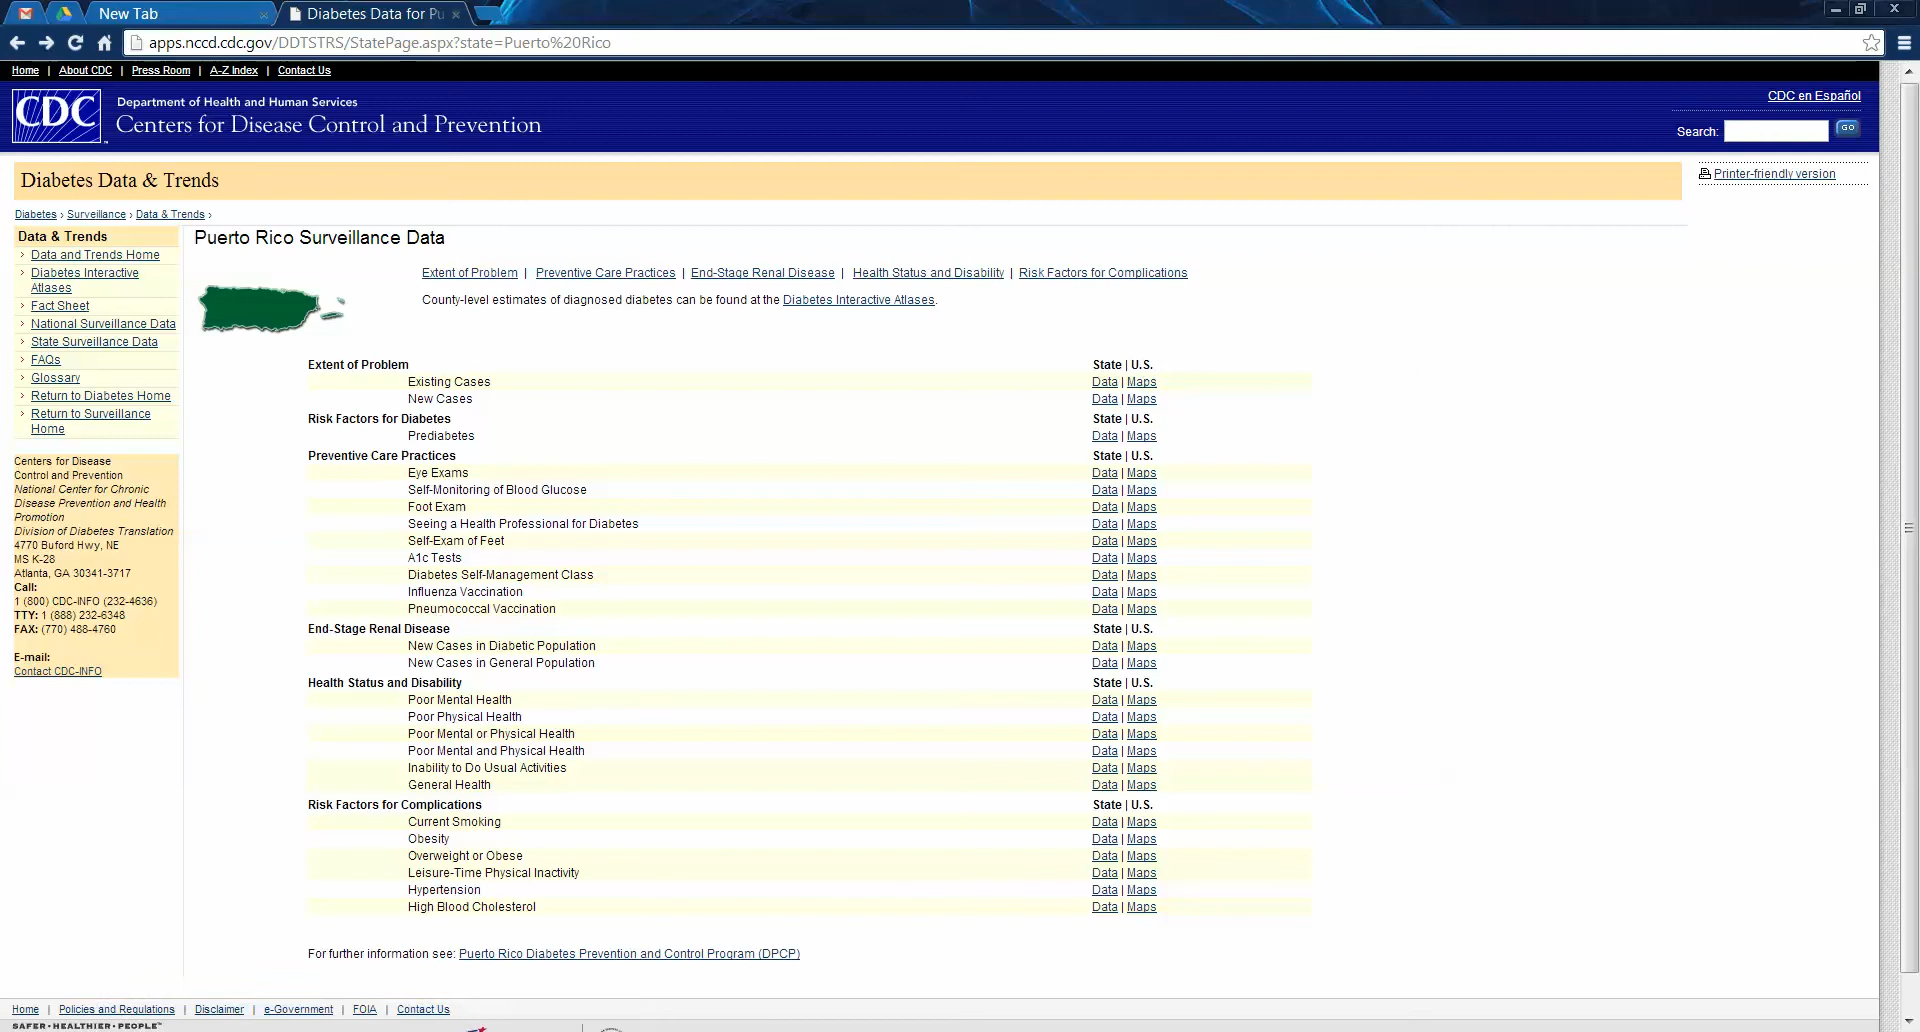 New Tab
Diabetes Data for Pu
apps.nccd.cdc.gov/DDTSTRS/StatePage.aspx?state=Puerto%20Rico
Home | About CDC | Press Room | A-Z Index | Contact Us
CDC
Department of Health and Human Services
Centers for Disease Control and Prevention
CDC en Español
Search: GO
Diabetes Data & Trends
Printer-friendly version
Diabetes › Surveillance › Data & Trends ›
Data & Trends
› Data and Trends Home
› Diabetes Interactive
Atlases
› Fact Sheet
› National Surveillance Data
› State Surveillance Data
› FAQs
› Glossary
› Return to Diabetes Home
› Return to Surveillance
Home
Centers for Disease
Control and Prevention
National Center for Chronic
Disease Prevention and Health
Promotion
Division of Diabetes Translation
4770 Buford Hwy, NE
MS K-28
Atlanta, GA 30341-3717
Call:
1 (800) CDC-INFO (232-4636)
TTY: 1 (888) 232-6348
FAX: (770) 488-4760
E-mail:
Contact CDC-INFO
Puerto Rico Surveillance Data
Extent of Problem | Preventive Care Practices | End-Stage Renal Disease | Health Status and Disability | Risk Factors for Complications
County-level estimates of diagnosed diabetes can be found at the Diabetes Interactive Atlases.
Extent of Problem State | U.S.
Existing Cases Data | Maps
New Cases Data | Maps
Risk Factors for Diabetes State | U.S.
Prediabetes Data | Maps
Preventive Care Practices State | U.S.
Eye Exams Data | Maps
Self-Monitoring of Blood Glucose Data | Maps
Foot Exam Data | Maps
Seeing a Health Professional for Diabetes Data | Maps
Self-Exam of Feet Data | Maps
A1c Tests Data | Maps
Diabetes Self-Management Class Data | Maps
Influenza Vaccination Data | Maps
Pneumococcal Vaccination Data | Maps
End-Stage Renal Disease State | U.S.
New Cases in Diabetic Population Data | Maps
New Cases in General Population Data | Maps
Health Status and Disability State | U.S.
Poor Mental Health Data | Maps
Poor Physical Health Data | Maps
Poor Mental or Physical Health Data | Maps
Poor Mental and Physical Health Data | Maps
Inability to Do Usual Activities Data | Maps
General Health Data | Maps
Risk Factors for Complications State | U.S.
Current Smoking Data | Maps
Obesity Data | Maps
Overweight or Obese Data | Maps
Leisure-Time Physical Inactivity Data | Maps
Hypertension Data | Maps
High Blood Cholesterol Data | Maps
For further information see: Puerto Rico Diabetes Prevention and Control Program (DPCP)
Home | Policies and Regulations | Disclaimer | e-Government | FOIA | Contact Us
SAFER•HEALTHIER•PEOPLE™